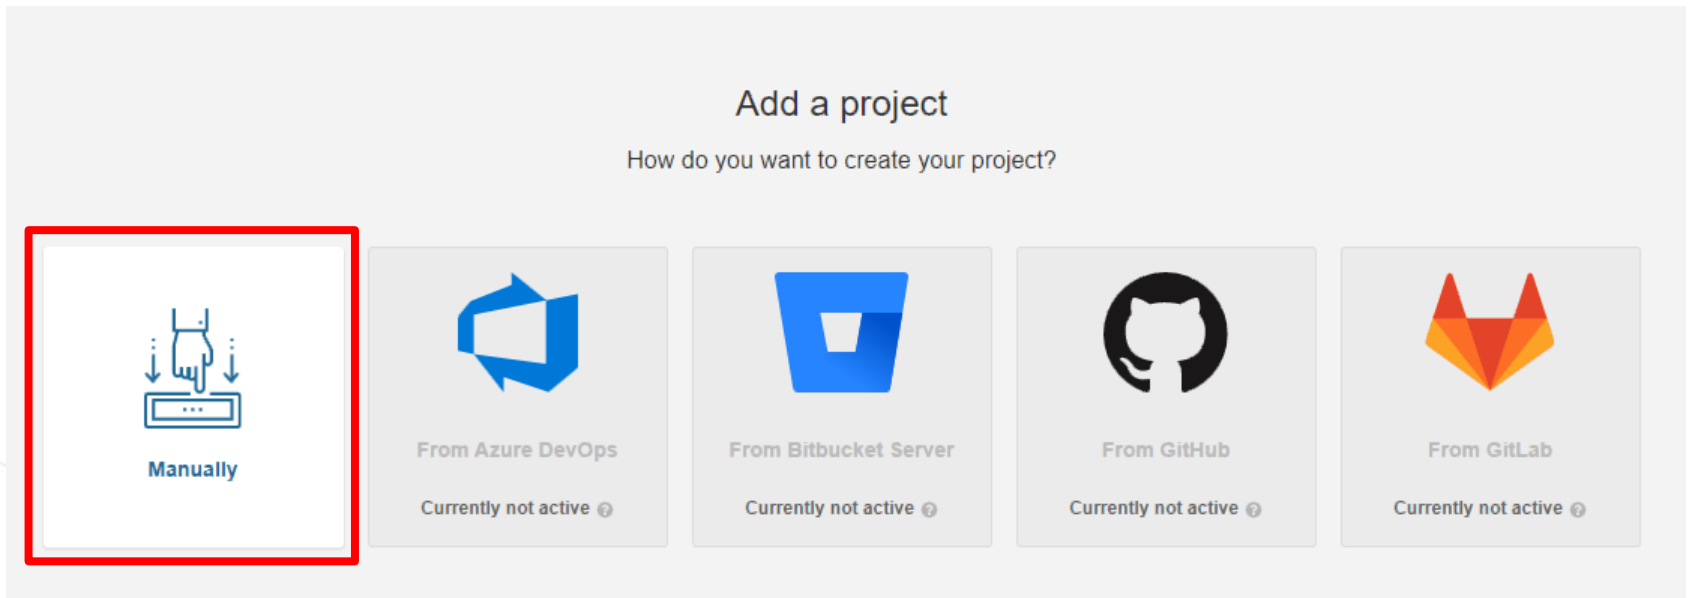 Add a project
How do you want to create your project?
Manually
From Azure DevOps
Currently not active ?
From Bitbucket Server
Currently not active ?
From GitHub
Currently not active ?
From GitLab
Currently not active ?